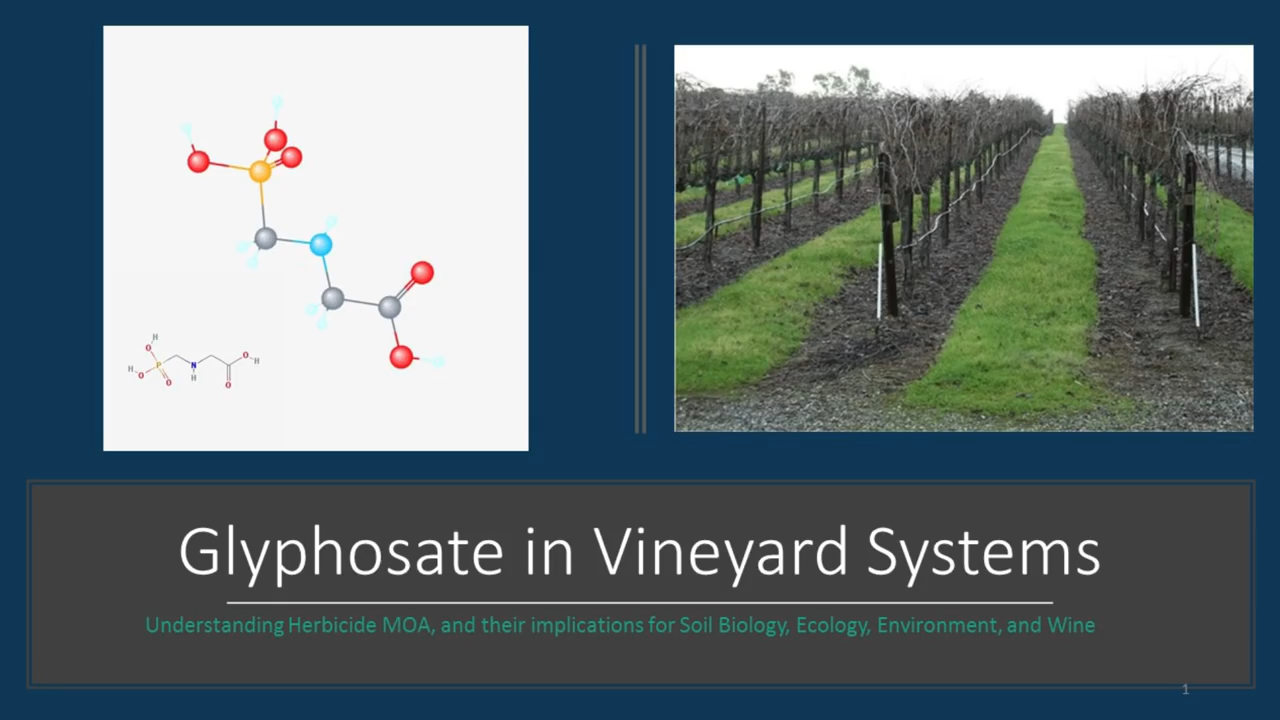 H
O
H
O
P
O
N
H
O
H
O
Glyphosate in Vineyard Systems
Understanding Herbicide MOA, and their implications for Soil Biology, Ecology, Environment, and Wine
1